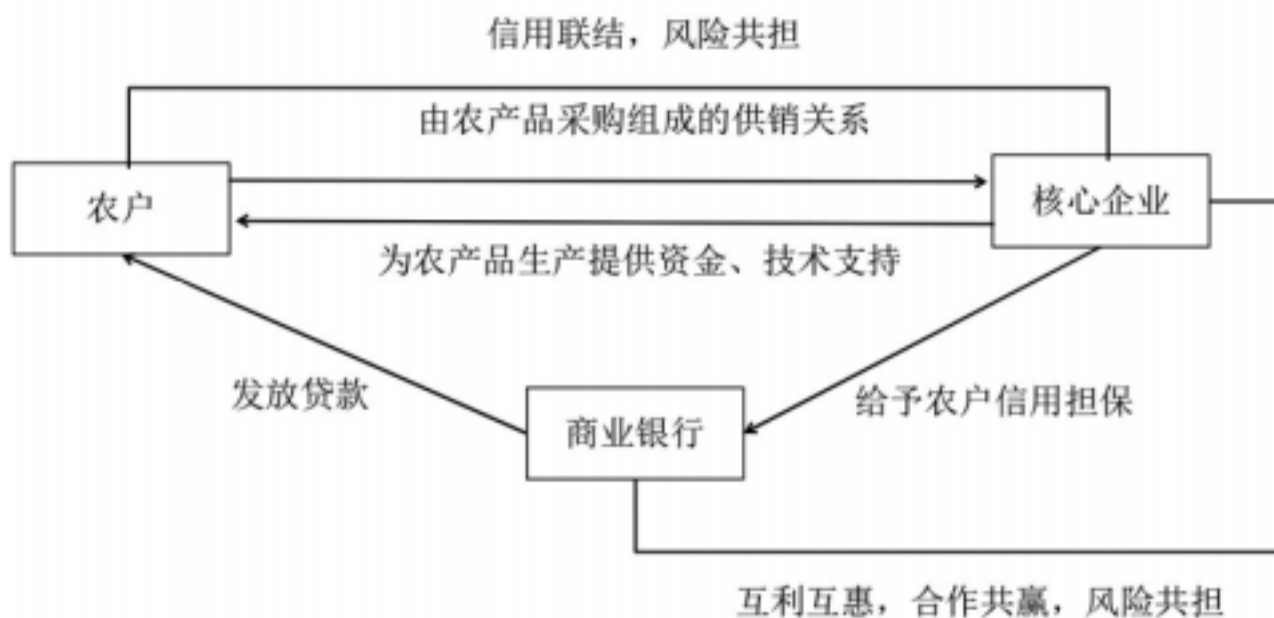 信用联结，风险共担
由农产品采购组成的供销关系
农户
核心企业
为农产品生产提供资金、技术支持
发放贷款
给予农户信用担保
商业银行
互利互惠，合作共赢，风险共担